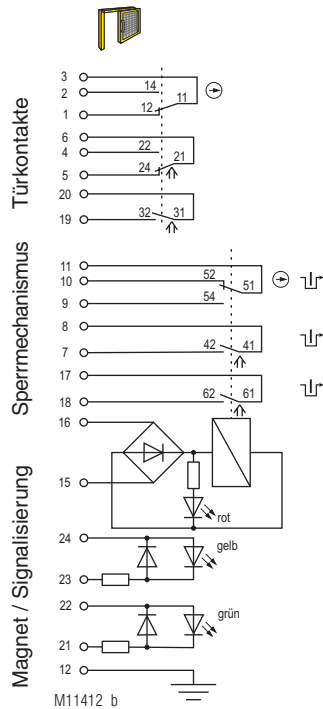 Türkontakte
3
2 14
11
1 12
6
4 22
21
5 24
20
19 32 31
Sperrmechanismus
11
10 52
51
9 54
8
7 42 41
17
18 62 61
Magnet / Signalisierung
16
15
rot
24
gelb
23
22
grün
21
12
M11412_b